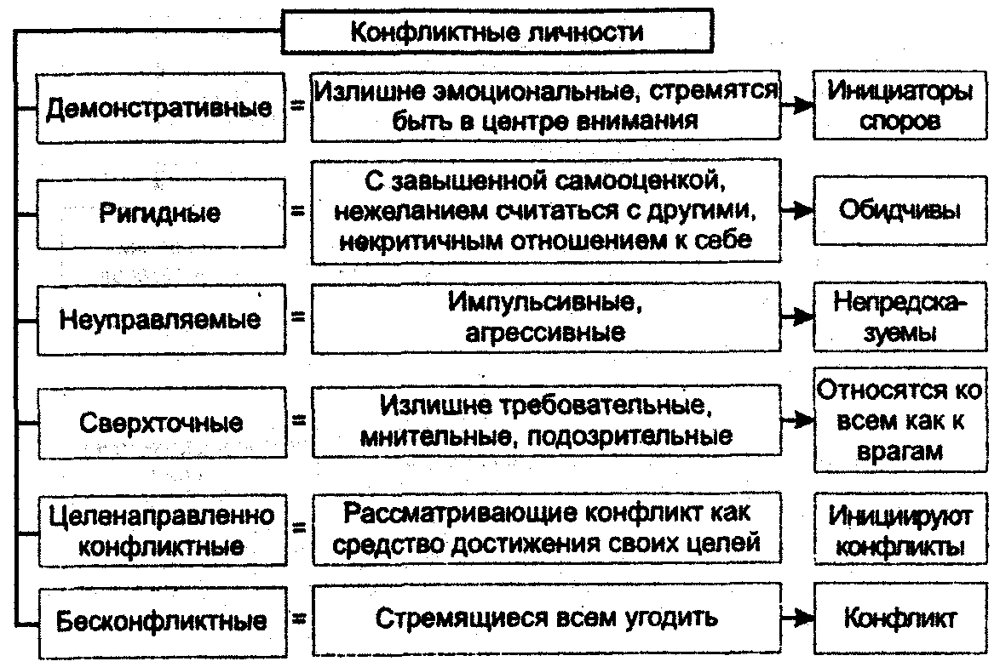 Конфликтные личности
Демонстративные
=
Излишне эмоциональные, стремятся
быть в центре внимания
Инициаторы
споров
Ригидные
=
С завышенной самооценкой,
нежеланием считаться с другими,
некритичным отношением к себе
Обидчивы
Неуправляемые
=
Импульсивные,
агрессивные
Непредска-
зуемы
Сверхточные
=
Излишне требовательные,
мнительные, подозрительные
Относятся ко
всем как к
врагам
Целенаправленно
конфликтные
=
Рассматривающие конфликт как
средство достижения своих целей
Инициируют
конфликты
Бесконфликтные
=
Стремящиеся всем угодить
Конфликт